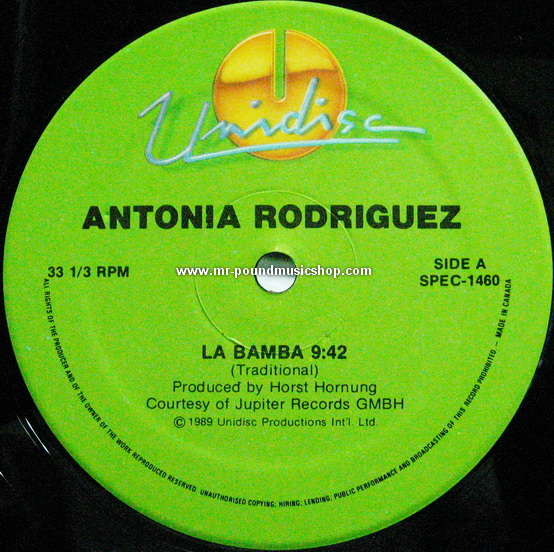 Unidisc
ANTONIA RODRIGUEZ
33 1/3 RPM
www.mr-poundmusicshop.com
SIDE A
SPEC-1460
LA BAMBA 9:42
(Traditional)
Produced by Horst Hornung
Courtesy of Jupiter Records GMBH
© 1989 Unidisc Productions Int'l. Ltd.
ALL RIGHTS OF THE PRODUCER AND OF THE OWNER OF THE WORK REPRODUCED RESERVED. UNAUTHORISED COPYING; HIRING; LENDING; PUBLIC PERFORMANCE AND BROADCASTING OF THIS RECORD PROHIBITED – MADE IN CANADA